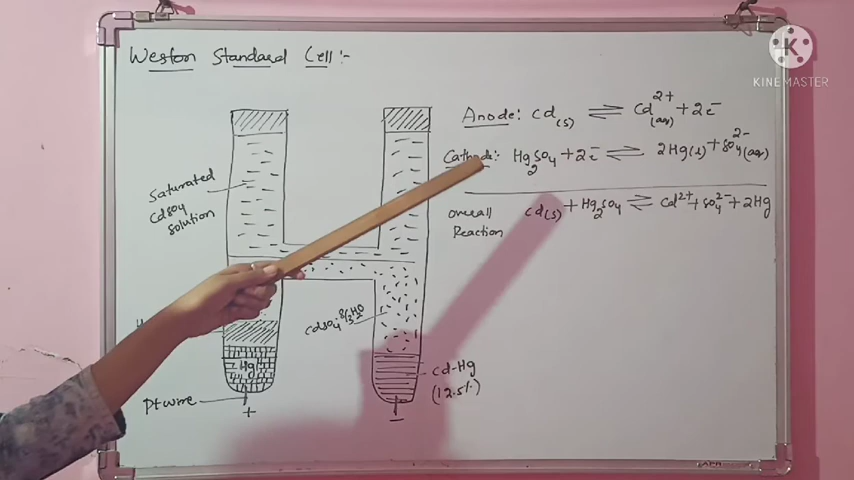 Weston Standard Cell:-
KINEMASTER
Anode: Cd(s) ⇌ Cd²⁺(aq) + 2e⁻
Cathode: Hg₂SO₄ + 2e⁻ ⇌ 2Hg(l) + SO₄²⁻(aq)
Overall Reaction Cd(s) + Hg₂SO₄ ⇌ Cd²⁺ + SO₄²⁻ + 2Hg
Saturated
CdSO₄
solution
CdSO₄·8/3H₂O
Hg
Cd-Hg
(12.5%)
Pt wire
+
−